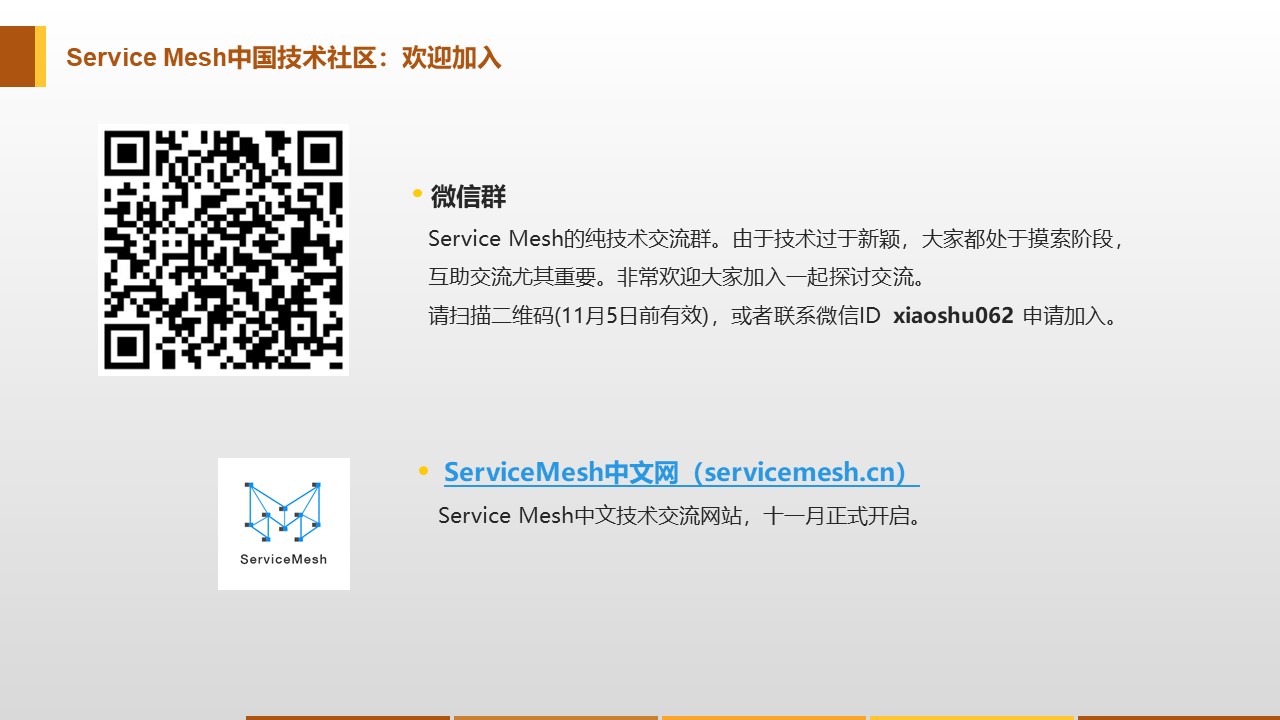 Service Mesh中国技术社区：欢迎加入
微信群
Service Mesh的纯技术交流群。由于技术过于新颖，大家都处于摸索阶段，
互助交流尤其重要。非常欢迎大家加入一起探讨交流。
请扫描二维码(11月5日前有效)，或者联系微信ID xiaoshu062 申请加入。
ServiceMesh中文网（servicemesh.cn）
Service Mesh中文技术交流网站，十一月正式开启。
ServiceMesh